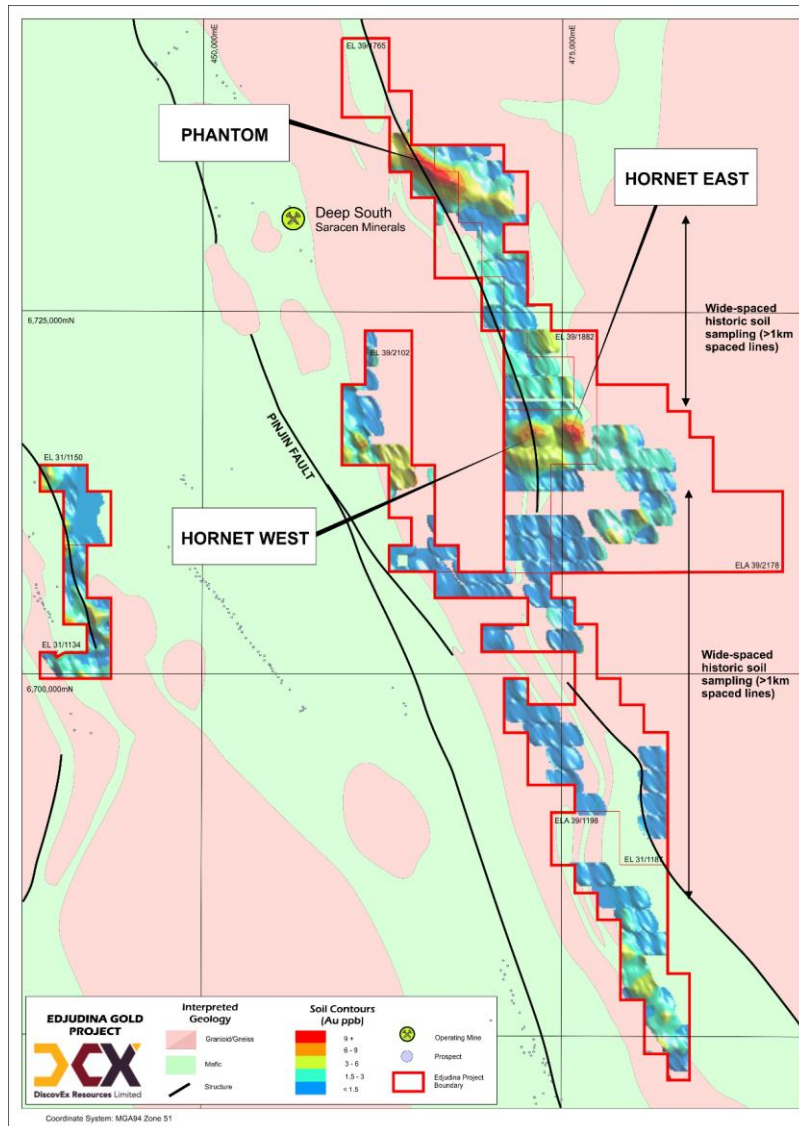 450,000mE
475,000mE
EL 39/1765
PHANTOM
HORNET EAST
Deep South
Saracen Minerals
Wide-spaced
historic soil
sampling (>1km
spaced lines)
6,725,000mN
EL 39/1882
EL 39/2102
PINJIN FAULT
EL 31/1150
HORNET WEST
ELA 39/2178
EL 31/1134
6,700,000mN
Wide-spaced
historic soil
sampling (>1km
spaced lines)
ELA 39/1198
EL 31/1187
EDJUDINA GOLD
PROJECT
DCX
DiscovEx Resources Limited
Interpreted
Geology
Granioid/Gneiss
Mafic
Structure
Soil Contours
(Au ppb)
9 +
6 - 9
3 - 6
1.5 - 3
< 1.5
Operating Mine
Prospect
Edjudina Project
Boundary
Coordinate System: MGA94 Zone 51